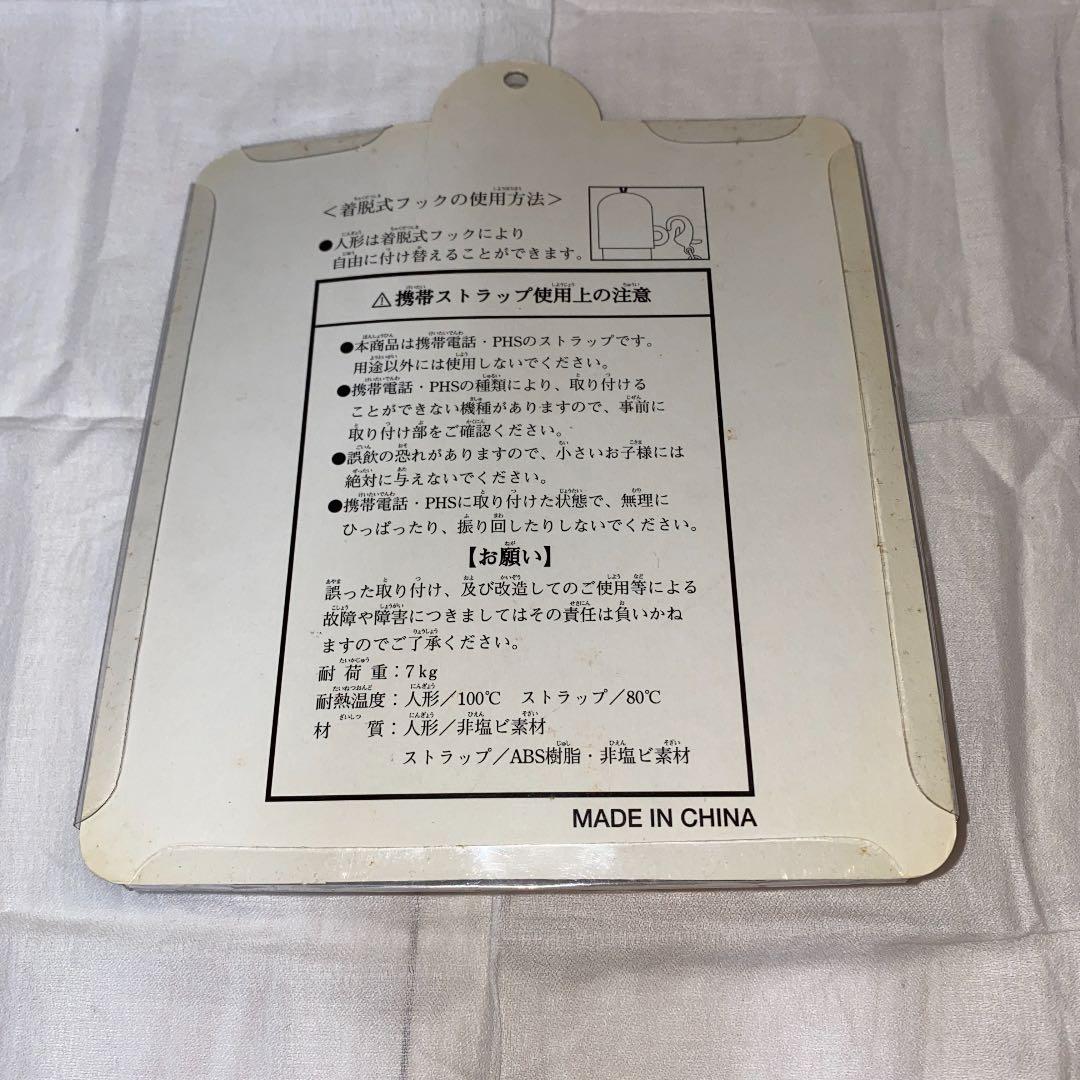 ＜着脱式フックの使用方法＞
●人形は着脱式フックにより
自由に付け替えることができます。
⚠携帯ストラップ使用上の注意
●本商品は携帯電話・PHSのストラップです。
用途以外には使用しないでください。
●携帯電話・PHSの種類により、取り付ける
ことができない機種がありますので、事前に
取り付け部をご確認ください。
●誤飲の恐れがありますので、小さいお子様には
絶対に与えないでください。
●携帯電話・PHSに取り付けた状態で、無理に
ひっぱったり、振り回したりしないでください。
【お願い】
誤った取り付け、及び改造してのご使用等による
故障や障害につきましてはその責任は負いかね
ますのでご了承ください。
耐荷重：7kg
耐熱温度：人形／100℃ ストラップ／80℃
材質：人形／非塩ビ素材
ストラップ／ABS樹脂・非塩ビ素材
MADE IN CHINA